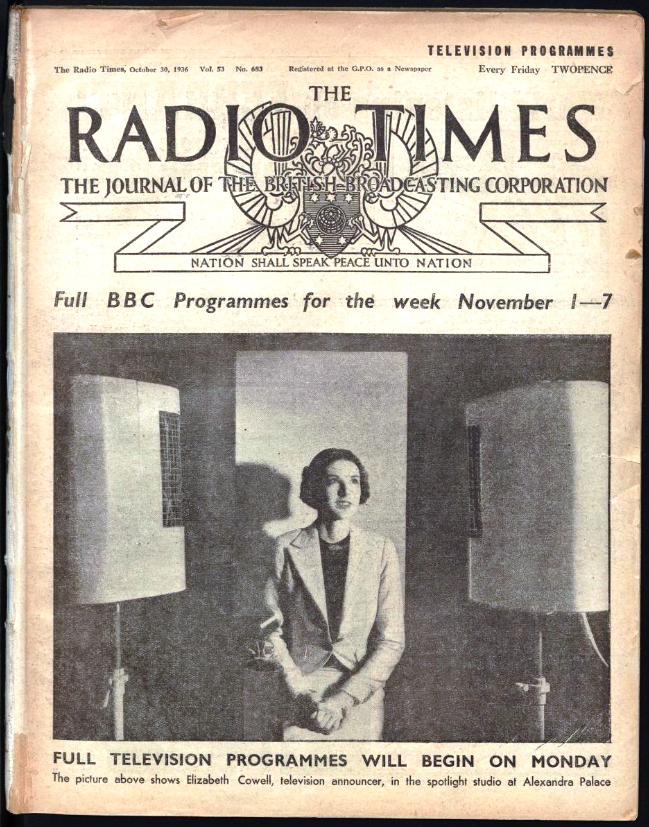 TELEVISION PROGRAMMES
The Radio Times, October 30, 1936 Vol. 53 No. 683 Registered at the G.P.O. as a Newspaper Every Friday TWOPENCE
THE
RADIO TIMES
THE JOURNAL OF THE BRITISH BROADCASTING CORPORATION
NATION SHALL SPEAK PEACE UNTO NATION
Full BBC Programmes for the week November 1—7
FULL TELEVISION PROGRAMMES WILL BEGIN ON MONDAY
The picture above shows Elizabeth Cowell, television announcer, in the spotlight studio at Alexandra Palace